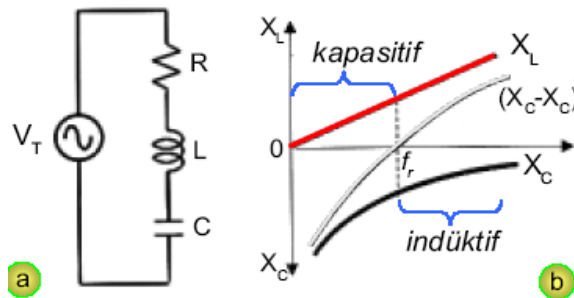 R
V_T
L
C
a
X_L
kapasitif
X_L
(X_C-X_C)
0
f_r
X_C
indüktif
X_C
b